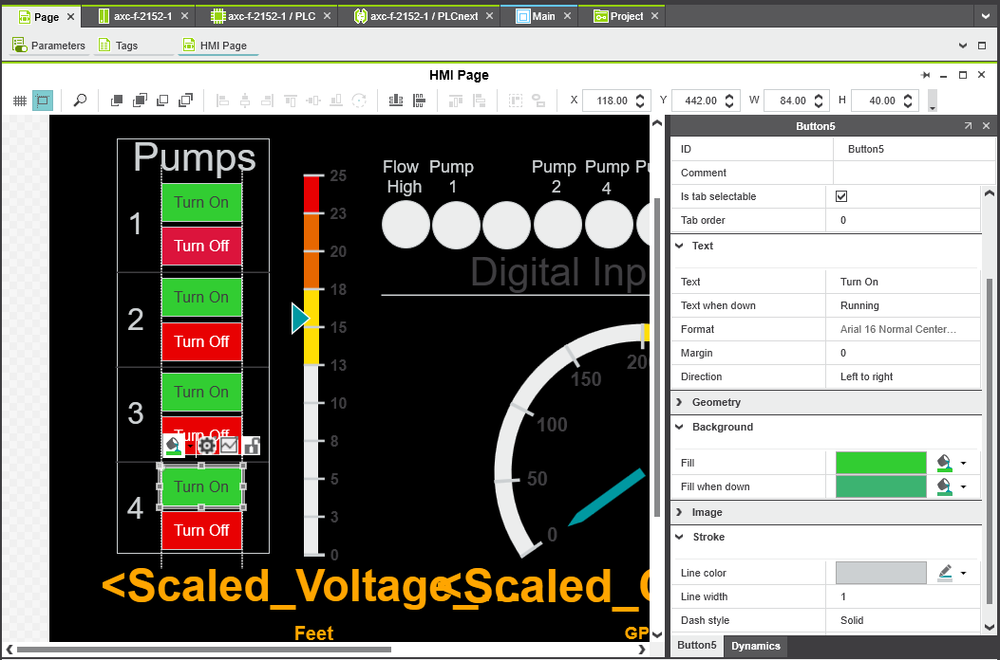 Page
axc-f-2152-1
axc-f-2152-1 / PLC
axc-f-2152-1 / PLCnext
Main
Project
Parameters
Tags
HMI Page
HMI Page
X 118.00 Y 442.00 W 84.00 H 40.00
Pumps
1
Turn On
Turn Off
2
Turn On
Turn Off
3
Turn On
Turn Off
4
Turn On
Turn Off
25
23
20
18
15
13
10
8
5
3
0
Flow High
Pump 1
Pump 2
Pump 4
Pu
Digital Inp
0
50
100
150
200
<Scaled_Voltage_...
<Scaled_
Feet
GP
Button5
ID Button5
Comment
Is tab selectable
Tab order 0
Text
Text Turn On
Text when down Running
Format Arial 16 Normal Center...
Margin 0
Direction Left to right
Geometry
Background
Fill
Fill when down
Image
Stroke
Line color
Line width 1
Dash style Solid
Button5
Dynamics